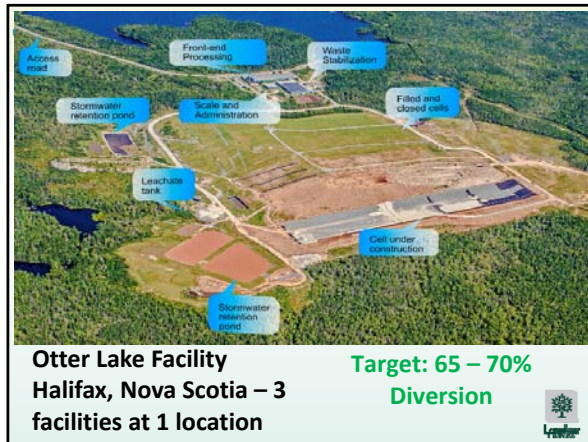 Front-end
Processing
Waste
Stabilization
Access
road
Stormwater
retention pond
Scale and
Administration
Filled and
closed cells
Leachate
tank
Cell under
construction
Stormwater
retention
pond
Otter Lake Facility
Halifax, Nova Scotia – 3
facilities at 1 location
Target: 65 – 70%
Diversion